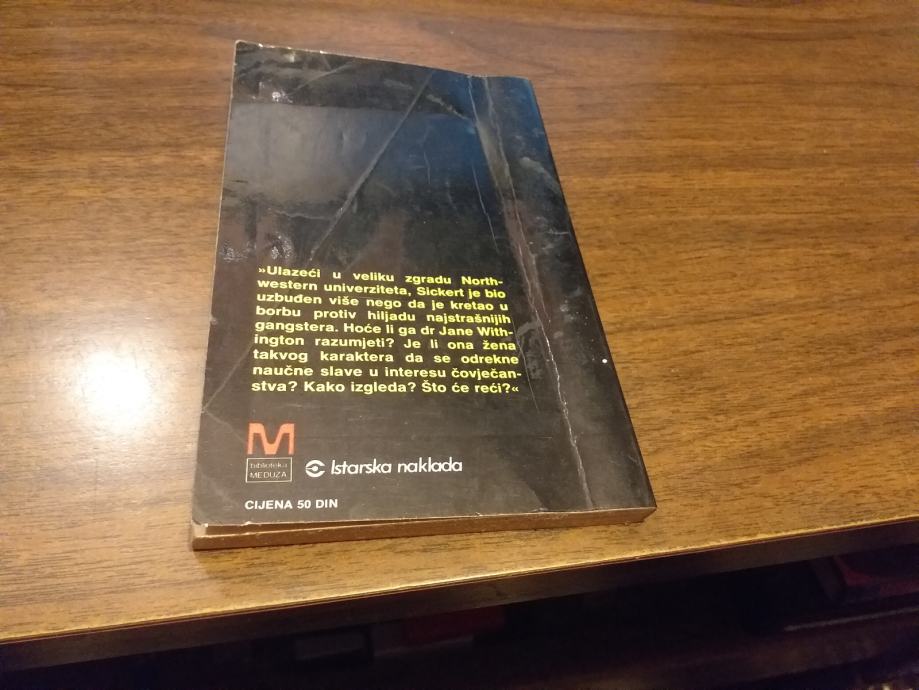 »Ulazeći u veliku zgradu North-
western univerziteta, Sickert je bio
uzbuđen više nego da je kretao u
borbu protiv hiljadu najstrašnijih
gangstera. Hoće li ga dr Jane With-
ington razumjeti? Je li ona žena
takvog karaktera da se odrekne
naučne slave u interesu čovječan-
stva? Kako izgleda? Što će reći?«
M
biblioteka
MEDUZA
Istarska naklada
CIJENA 50 DIN